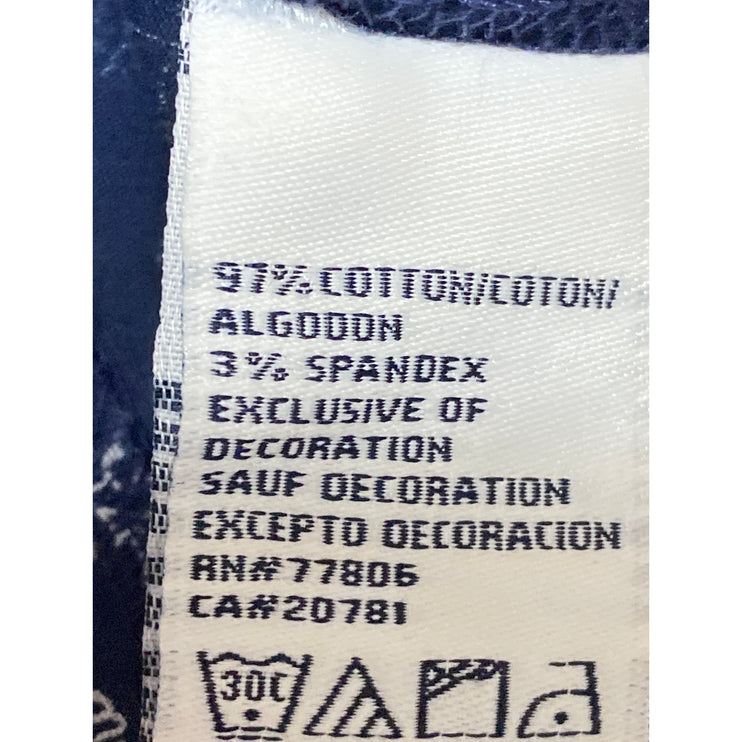 97% COTTON/COTON/
ALGODON
3% SPANDEX
EXCLUSIVE OF
DECORATION
SAUF DECORATION
EXCEPTO DECORACION
RN#77806
CA#20781
30C